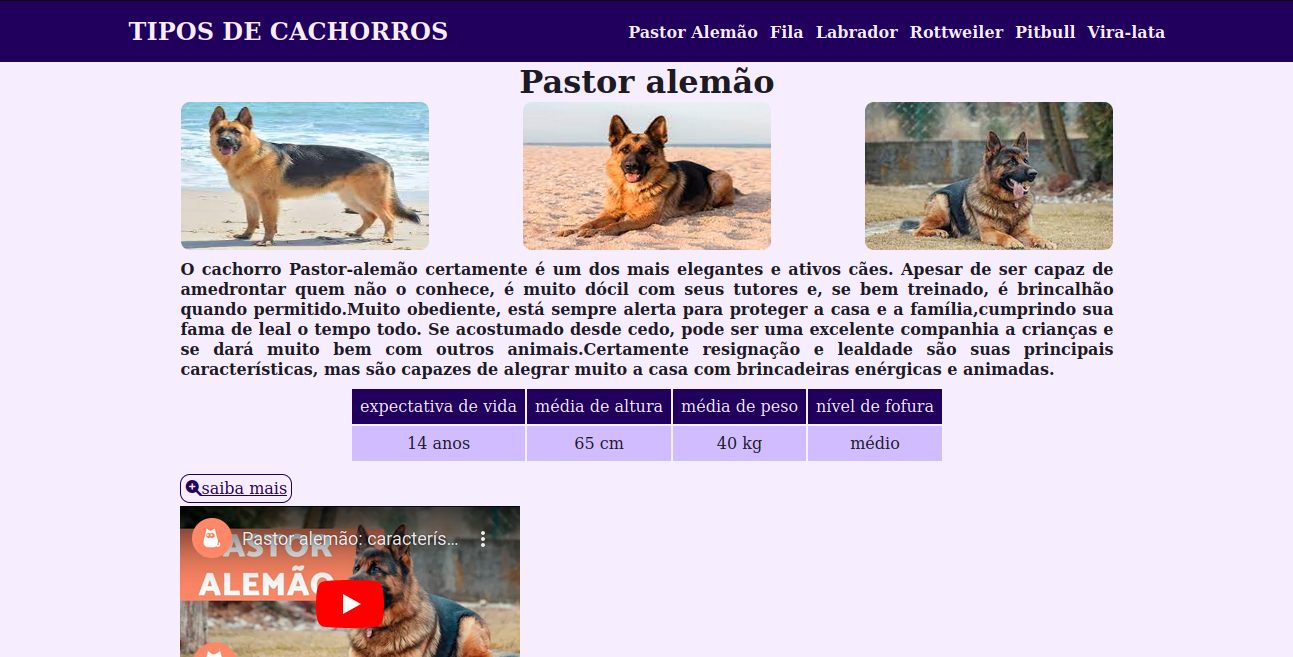 TIPOS DE CACHORROS
Pastor Alemão Fila Labrador Rottweiler Pitbull Vira-lata
Pastor alemão
O cachorro Pastor-alemão certamente é um dos mais elegantes e ativos cães. Apesar de ser capaz de
amedrontar quem não o conhece, é muito dócil com seus tutores e, se bem treinado, é brincalhão
quando permitido.Muito obediente, está sempre alerta para proteger a casa e a família,cumprindo sua
fama de leal o tempo todo. Se acostumado desde cedo, pode ser uma excelente companhia a crianças e
se dará muito bem com outros animais.Certamente resignação e lealdade são suas principais
características, mas são capazes de alegrar muito a casa com brincadeiras enérgicas e animadas.
expectativa de vida média de altura média de peso nível de fofura
14 anos 65 cm 40 kg médio
saiba mais
Pastor alemão: caracterís...
PASTOR
ALEMÃO